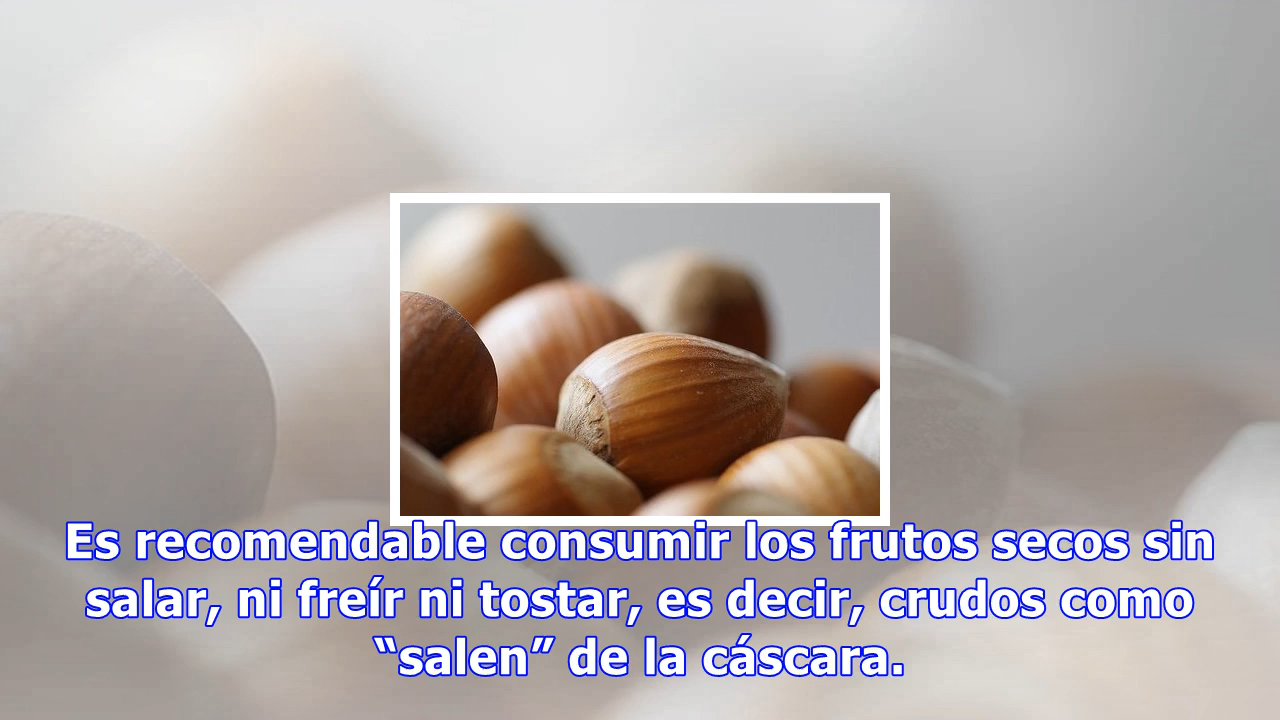 Es recomendable consumir los frutos secos sin
salar, ni freír ni tostar, es decir, crudos como
“salen” de la cáscara.